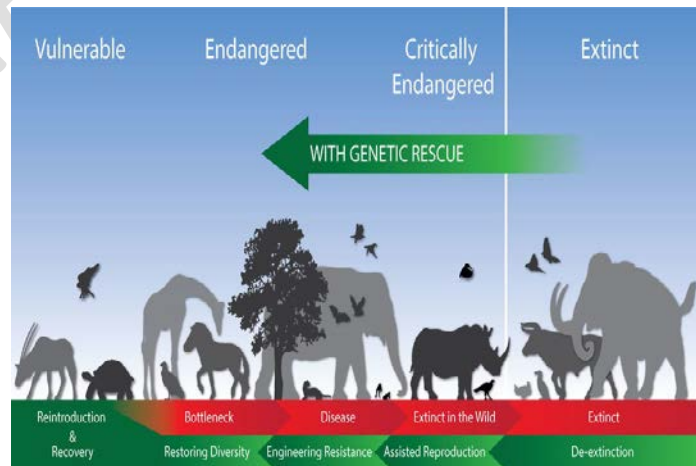 Vulnerable
Endangered
Critically
Endangered
Extinct
WITH GENETIC RESCUE
Reintroduction
&
Recovery
Bottleneck
Disease
Extinct in the Wild
Extinct
Restoring Diversity
Engineering Resistance
Assisted Reproduction
De-extinction